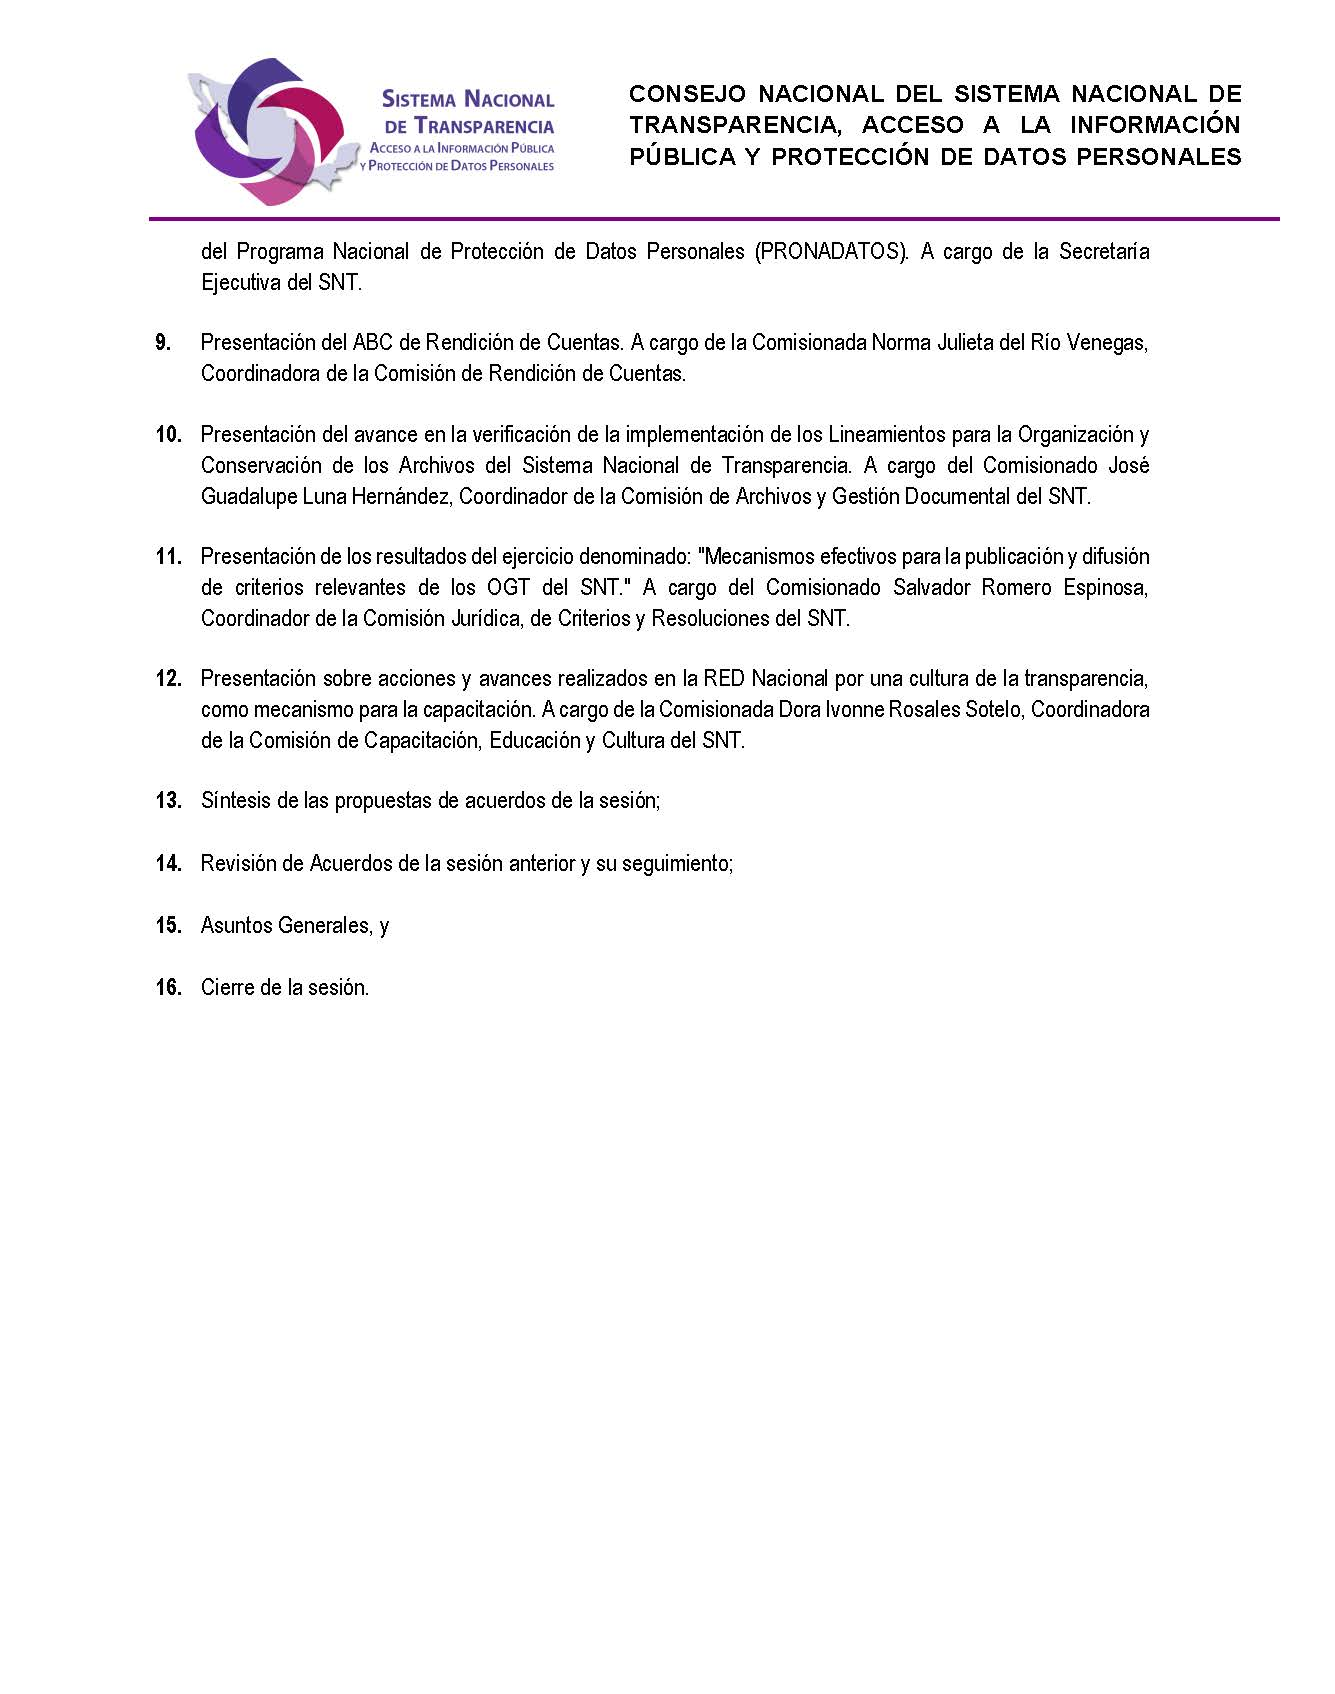 SISTEMA NACIONAL
DE TRANSPARENCIA
ACCESO A LA INFORMACIÓN PÚBLICA
Y PROTECCIÓN DE DATOS PERSONALES
CONSEJO NACIONAL DEL SISTEMA NACIONAL DE
TRANSPARENCIA, ACCESO A LA INFORMACIÓN
PÚBLICA Y PROTECCIÓN DE DATOS PERSONALES
del Programa Nacional de Protección de Datos Personales (PRONADATOS). A cargo de la Secretaría
Ejecutiva del SNT.
9. Presentación del ABC de Rendición de Cuentas. A cargo de la Comisionada Norma Julieta del Río Venegas,
Coordinadora de la Comisión de Rendición de Cuentas.
10. Presentación del avance en la verificación de la implementación de los Lineamientos para la Organización y
Conservación de los Archivos del Sistema Nacional de Transparencia. A cargo del Comisionado José
Guadalupe Luna Hernández, Coordinador de la Comisión de Archivos y Gestión Documental del SNT.
11. Presentación de los resultados del ejercicio denominado: "Mecanismos efectivos para la publicación y difusión
de criterios relevantes de los OGT del SNT." A cargo del Comisionado Salvador Romero Espinosa,
Coordinador de la Comisión Jurídica, de Criterios y Resoluciones del SNT.
12. Presentación sobre acciones y avances realizados en la RED Nacional por una cultura de la transparencia,
como mecanismo para la capacitación. A cargo de la Comisionada Dora Ivonne Rosales Sotelo, Coordinadora
de la Comisión de Capacitación, Educación y Cultura del SNT.
13. Síntesis de las propuestas de acuerdos de la sesión;
14. Revisión de Acuerdos de la sesión anterior y su seguimiento;
15. Asuntos Generales, y
16. Cierre de la sesión.